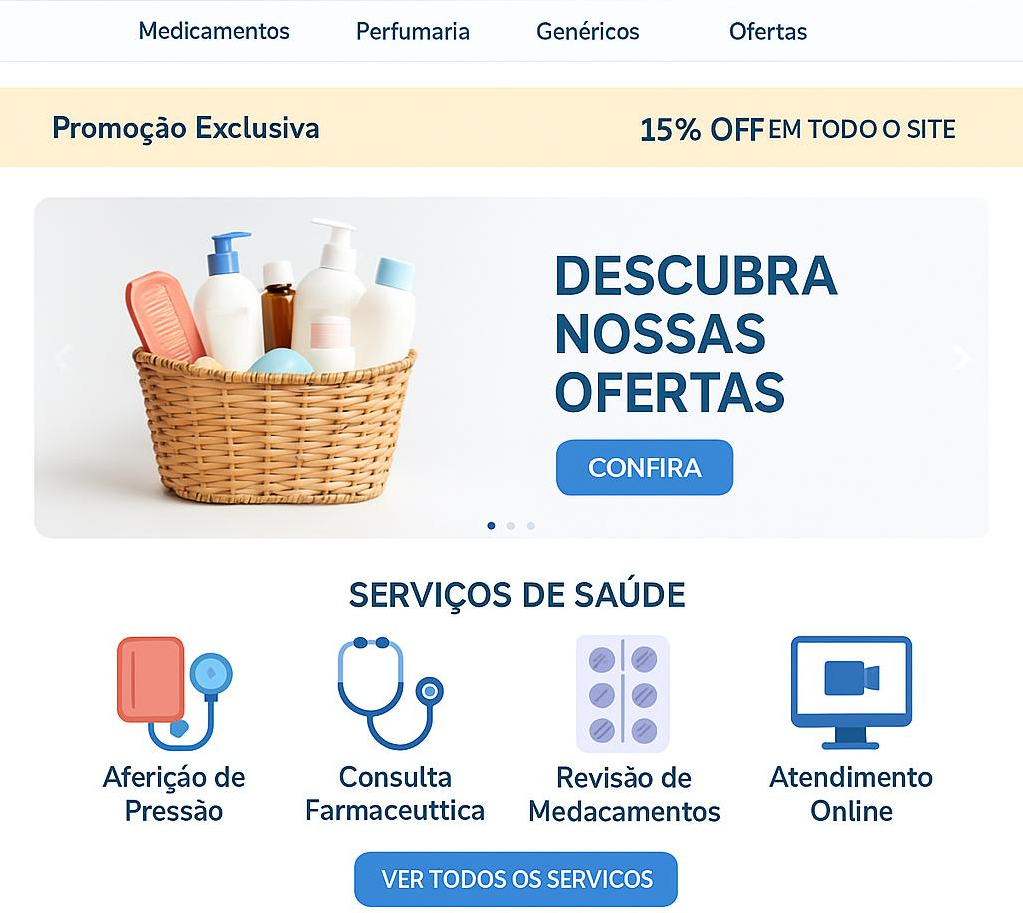 Medicamentos Perfumaria Genéricos Ofertas
Promoção Exclusiva 15% OFF EM TODO O SITE
DESCUBRA
NOSSAS
OFERTAS
CONFIRA
SERVIÇOS DE SAÚDE
Aferiçáo de
Pressão
Consulta
Farmaceuttica
Revisão de
Medacamentos
Atendimento
Online
VER TODOS OS SERVICOS